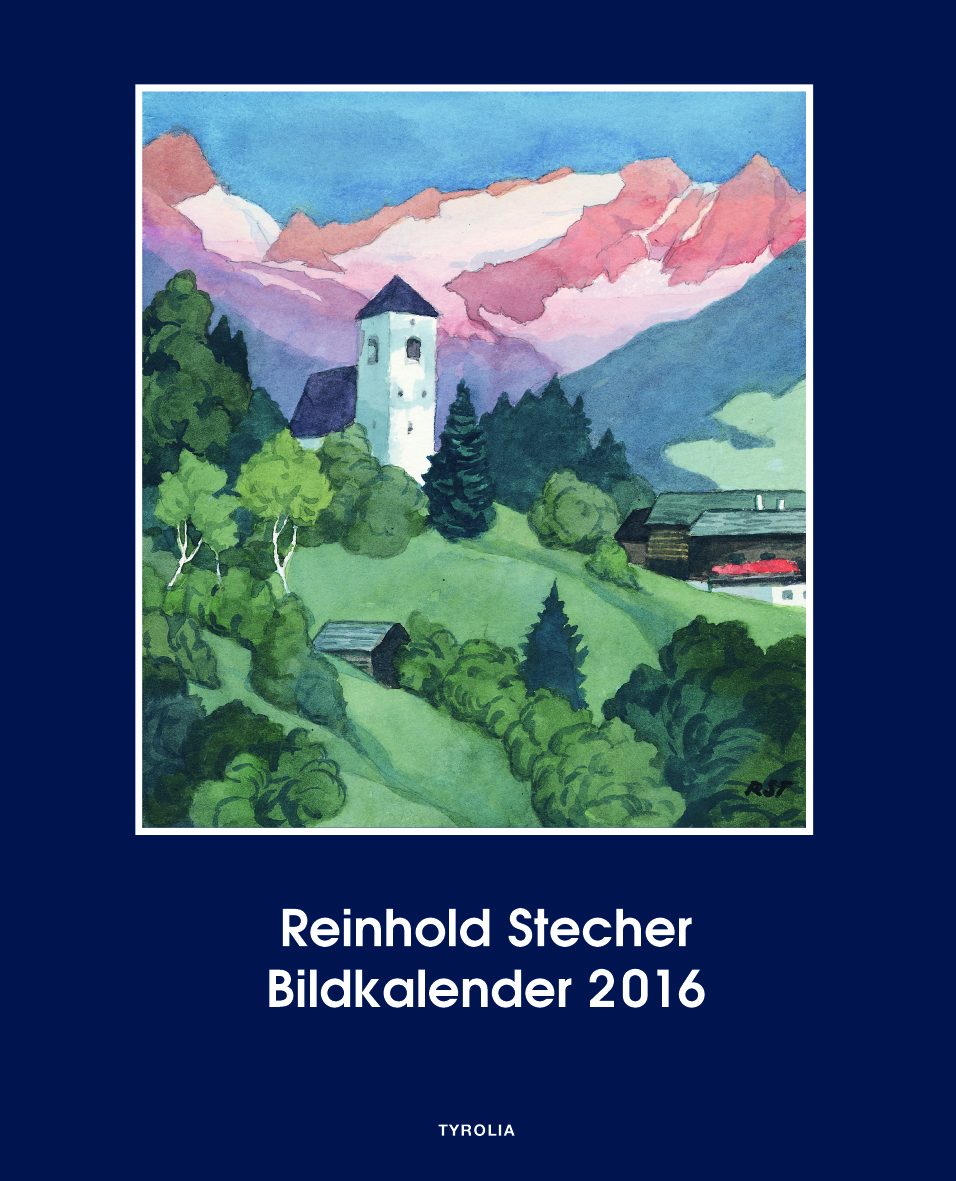 RST
Reinhold Stecher
Bildkalender 2016
TYROLIA